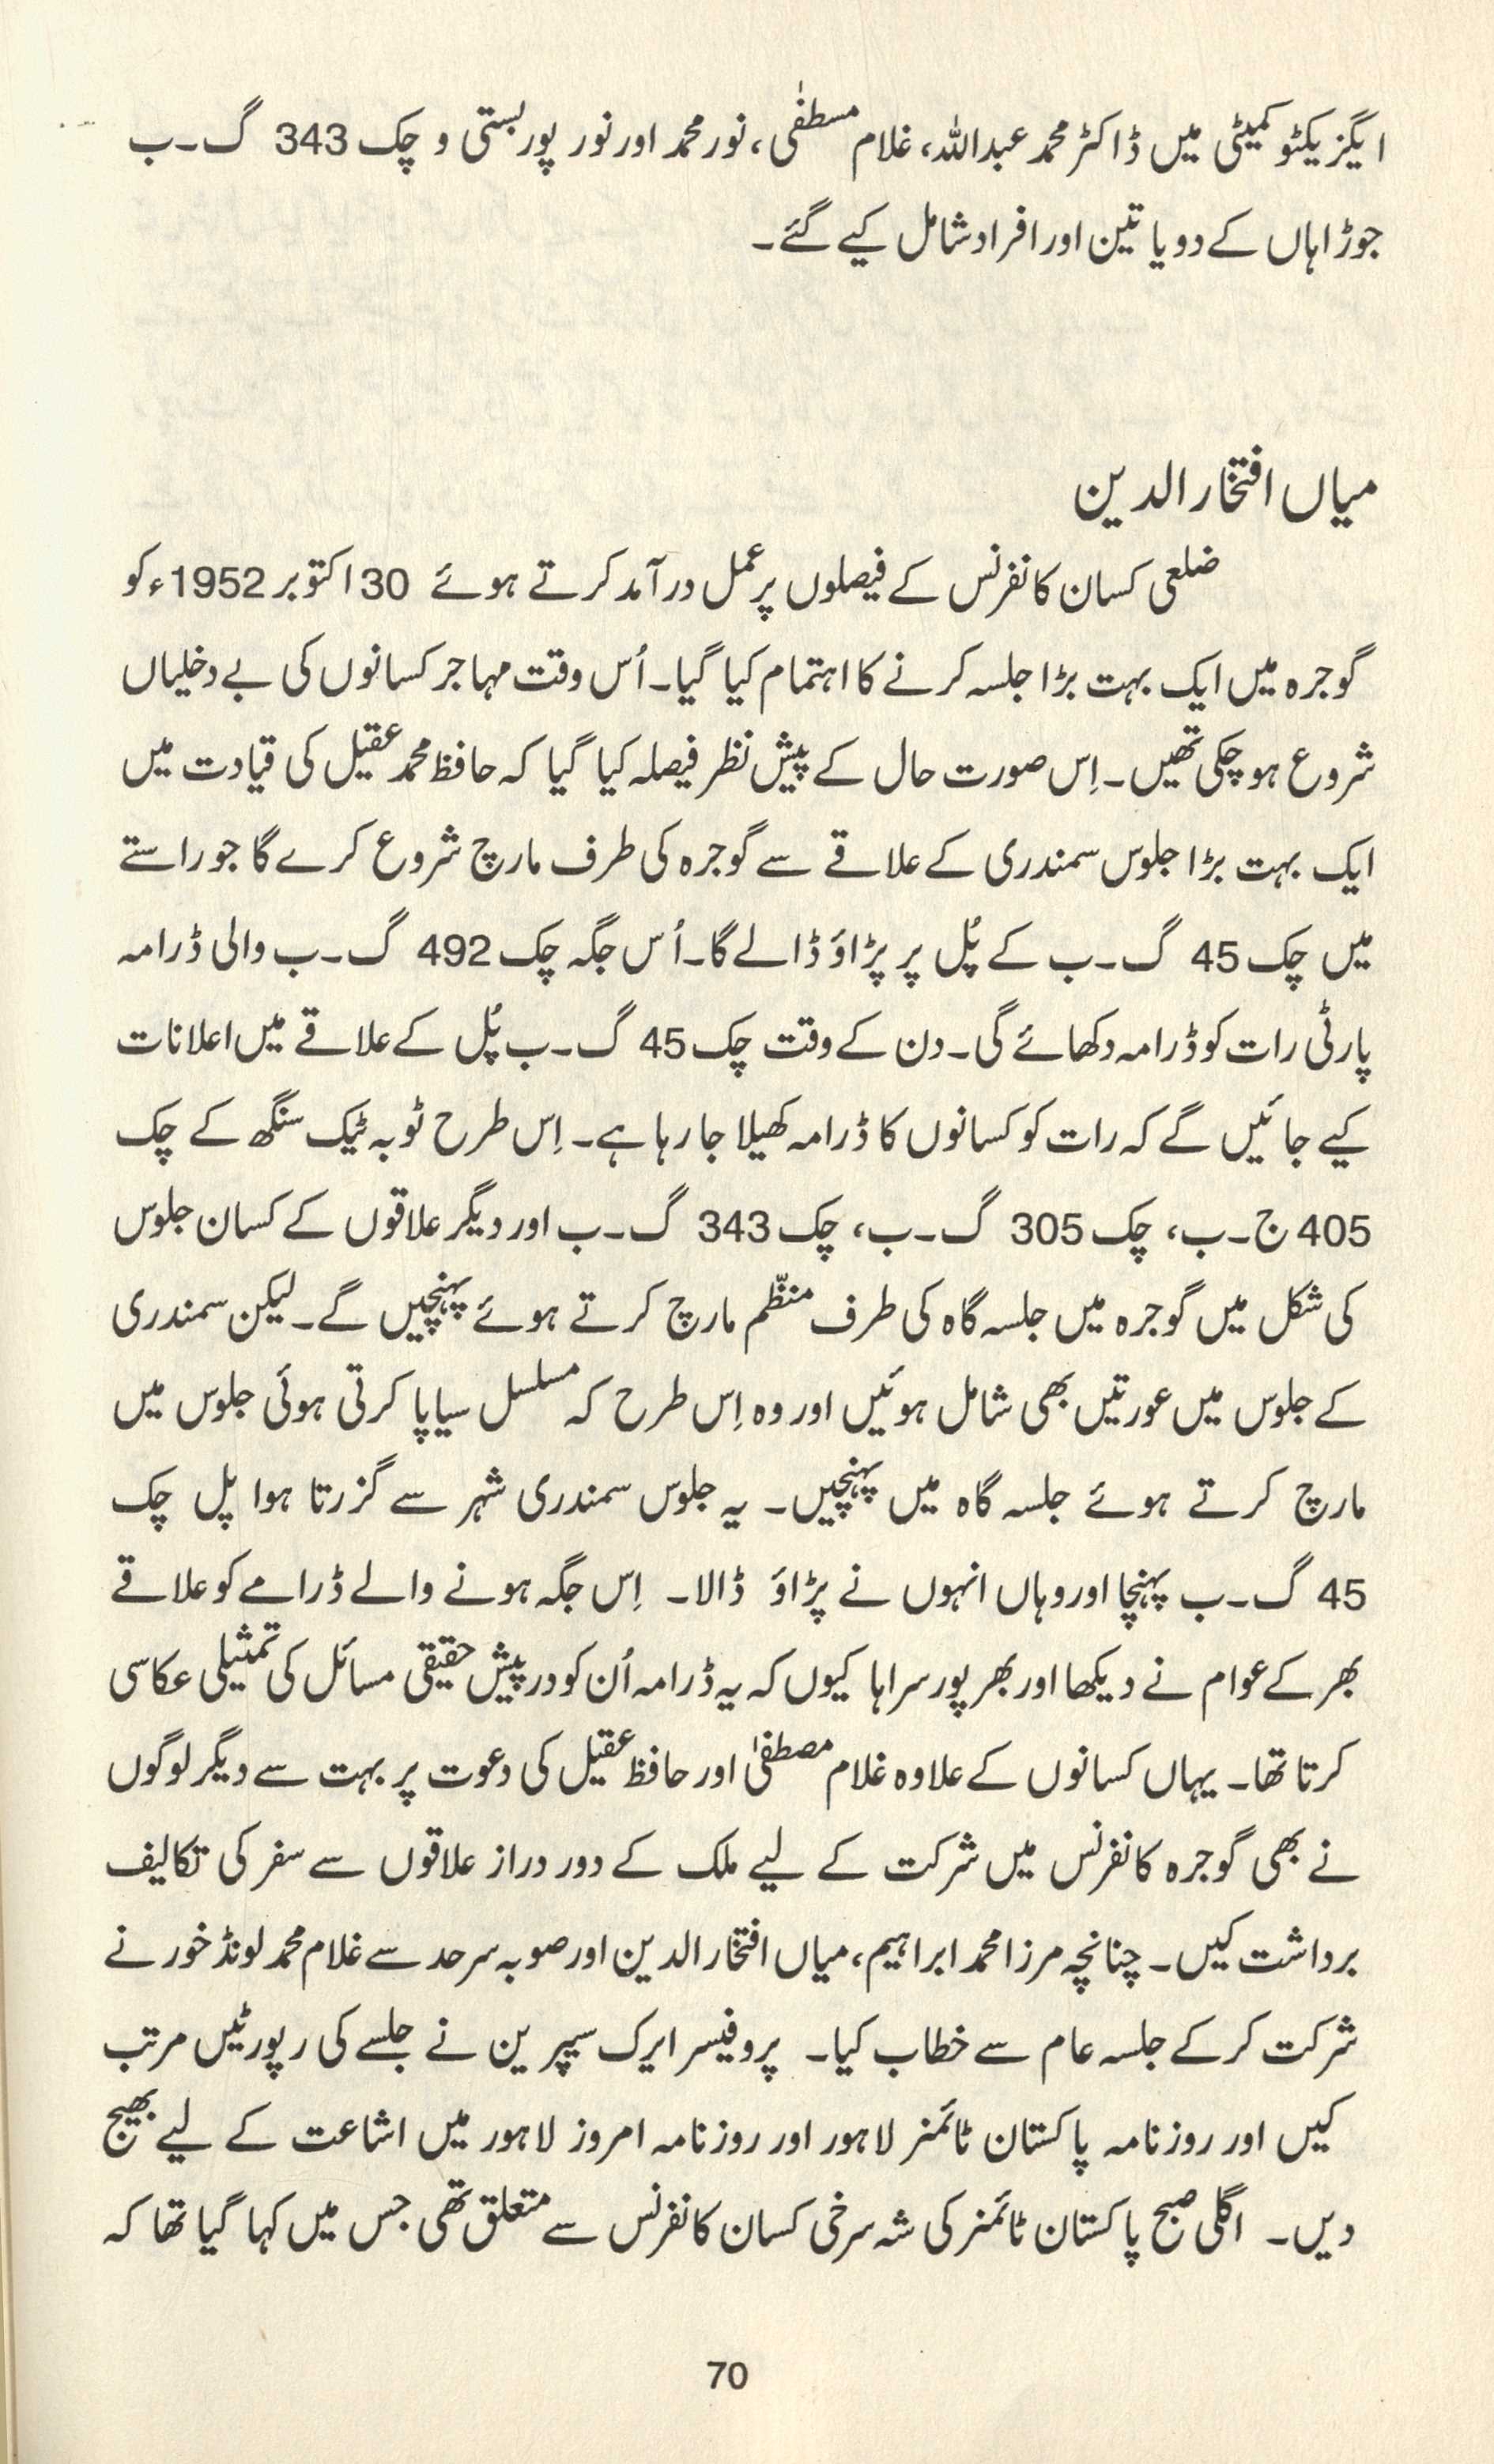 ایگزیکٹو کمیٹی میں ڈاکٹر محمد عبداللہ، غلام مسطفٰی، نور محمد اور نور پور بستی و چک 343 گ۔ب
جوڑاہاں کے دو یا تین اور افراد شامل کیے گئے۔
میاں افتخار الدین
ضلعی کسان کانفرنس کے فیصلوں پر عمل درآمد کرتے ہوئے 30 اکتوبر 1952ء کو
گوجرہ میں ایک بہت بڑا جلسہ کرنے کا اہتمام کیا گیا۔ اُس وقت مہاجر کسانوں کی بے دخلیاں
شروع ہو چکی تھیں۔ اِس صورت حال کے پیش نظر فیصلہ کیا گیا کہ حافظ محمد عقیل کی قیادت میں
ایک بہت بڑا جلوس سمندری کے علاقے سے گوجرہ کی طرف مارچ شروع کرے گا جو راستے
میں چک 45 گ۔ب کے پُل پر پڑاؤ ڈالے گا۔ اُس جگہ چک 492 گ۔ب والی ڈرامہ
پارٹی رات کو ڈرامہ دکھائے گی۔ دن کے وقت چک 45 گ۔ب پُل کے علاقے میں اعلانات
کیے جائیں گے کہ رات کو کسانوں کا ڈرامہ کھیلا جا رہا ہے۔ اِس طرح ٹوبہ ٹیک سنگھ کے چک
405 ج۔ب، چک 305 گ۔ب، چک 343 گ۔ب اور دیگر علاقوں کے کسان جلوس
کی شکل میں گوجرہ میں جلسہ گاہ کی طرف منظّم مارچ کرتے ہوئے پہنچیں گے۔ لیکن سمندری
کے جلوس میں عورتیں بھی شامل ہوئیں اور وہ اِس طرح کہ مسلسل سیاپا کرتی ہوئی جلوس میں
مارچ کرتے ہوئے جلسہ گاہ میں پہنچیں۔ یہ جلوس سمندری شہر سے گزرتا ہوا پل چک
45 گ۔ب پہنچا اور وہاں انہوں نے پڑاؤ ڈالا۔ اِس جگہ ہونے والے ڈرامے کو علاقے
بھر کے عوام نے دیکھا اور بھرپور سراہا کیوں کہ یہ ڈرامہ اُن کو درپیش حقیقی مسائل کی تمثیلی عکاسی
کرتا تھا۔ یہاں کسانوں کے علاوہ غلام مصطفیٰ اور حافظ عقیل کی دعوت پر بہت سے دیگر لوگوں
نے بھی گوجرہ کانفرنس میں شرکت کے لیے ملک کے دور دراز علاقوں سے سفر کی تکالیف
برداشت کیں۔ چنانچہ مرزا محمد ابراہیم، میاں افتخار الدین اور صوبہ سرحد سے غلام محمد لونڈ خور نے
شرکت کر کے جلسہ عام سے خطاب کیا۔ پروفیسر ایرک سیپرین نے جلسے کی رپورٹیں مرتب
کیں اور روزنامہ پاکستان ٹائمنز لاہور اور روزنامہ امروز لاہور میں اشاعت کے لیے بھیج
دیں۔ اگلی صبح پاکستان ٹائمنز کی شہ سرخی کسان کانفرنس سے متعلق تھی جس میں کہا گیا تھا کہ
70